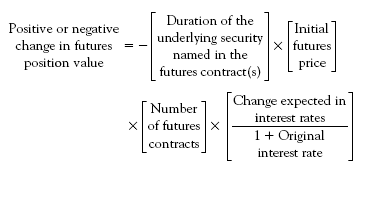 Positive or negative
change in futures
position value
= −
Duration of the
underlying security
named in the
futures contract(s)
×
Initial
futures
price
×
Number
of futures
contracts
×
Change expected in
interest rates
1 + Original
interest rate